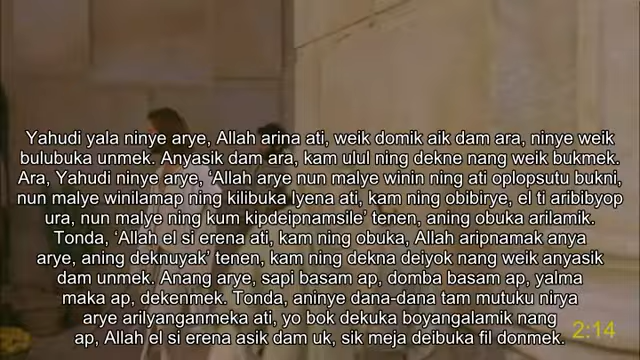 Yahudi yala ninye arye, Allah arina ati, weik domik aik dam ara, ninye weik
bulubuka unmek. Anyasik dam ara, kam ulul ning dekne nang weik bukmek.
Ara, Yahudi ninye arye, ‘Allah arye nun malye winin ning ati oplopsutu bukni,
nun malye winilamap ning kilibuka lyena ati, kam ning obibirye, el ti aribibyop
ura, nun malye ning kum kipdeipnamsile’ tenen, aning obuka arilamik.
Tonda, ‘Allah el si erena ati, kam ning obuka, Allah aripnamak anya
arye, aning deknuyak’ tenen, kam ning dekna deiyok nang weik anyasik
dam unmek. Anang arye, sapi basam ap, domba basam ap, yalma
maka ap, dekenmek. Tonda, aninye dana-dana tam mutuku nirya
arye arilyanganmeka ati, yo bok dekuka boyangalamik nang
ap, Allah el si erena asik dam uk, sik meja deibuka fil donmek.
2:14